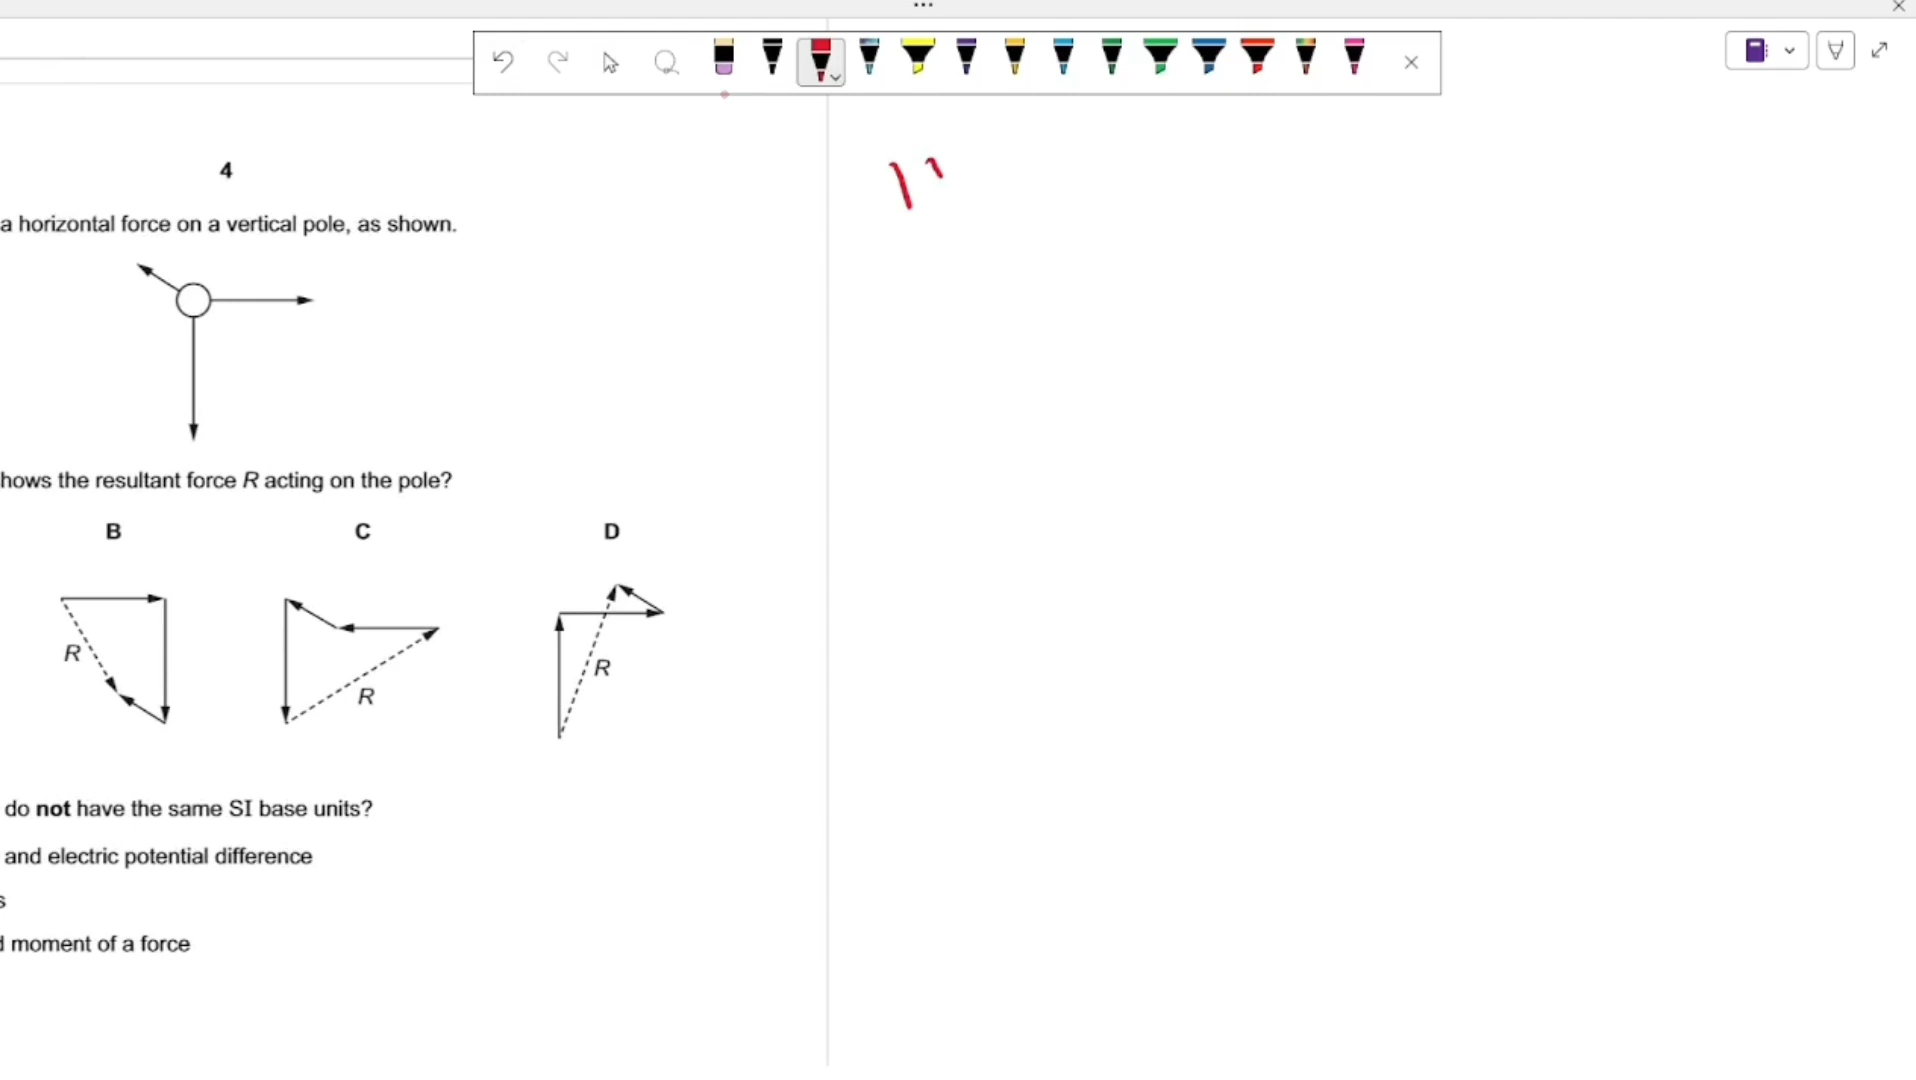 4
a horizontal force on a vertical pole, as shown.
hows the resultant force R acting on the pole?
B C D
R
R
R
do not have the same SI base units?
and electric potential difference
s
moment of a force